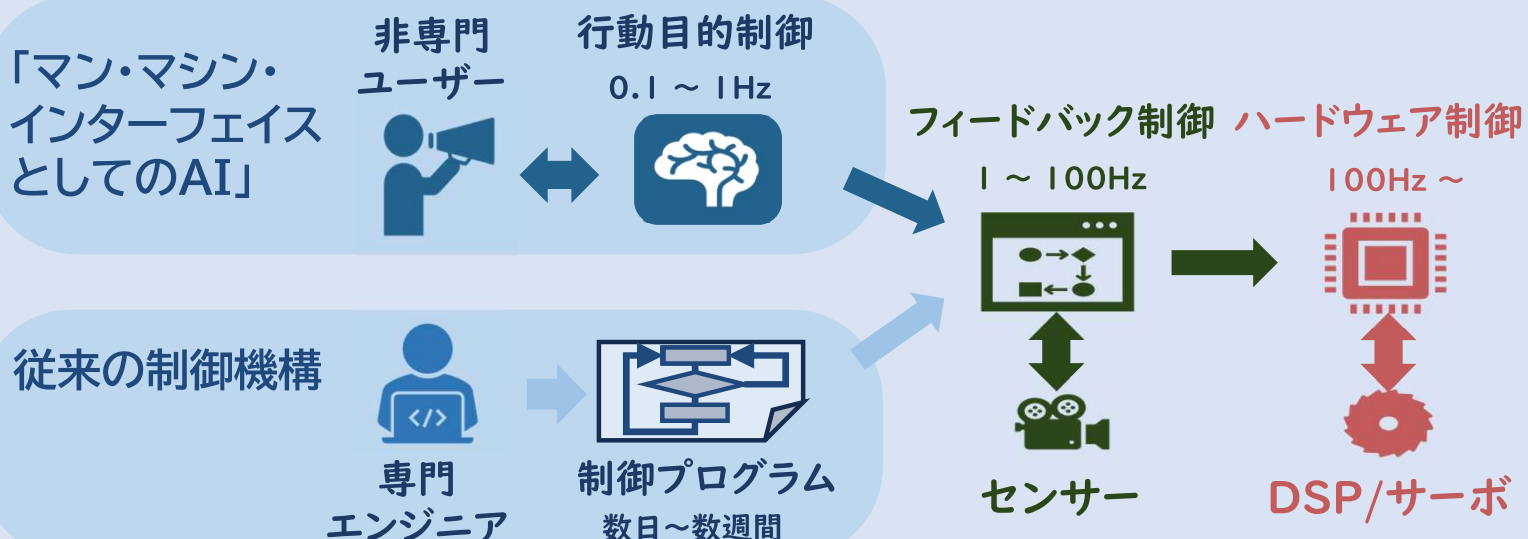 「マン・マシン・
インターフェイス
としてのAI」
非専門
ユーザー
行動目的制御
0.1 ～ 1Hz
フィードバック制御
1 ～ 100Hz
ハードウェア制御
100Hz ～
従来の制御機構
</>
専門
エンジニア
制御プログラム
数日～数週間
センサー
DSP/サーボ